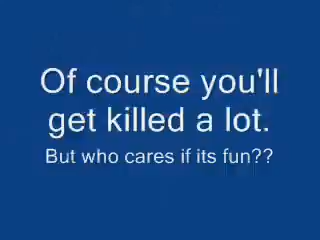 Of course you'll
get killed a lot.
But who cares if its fun??